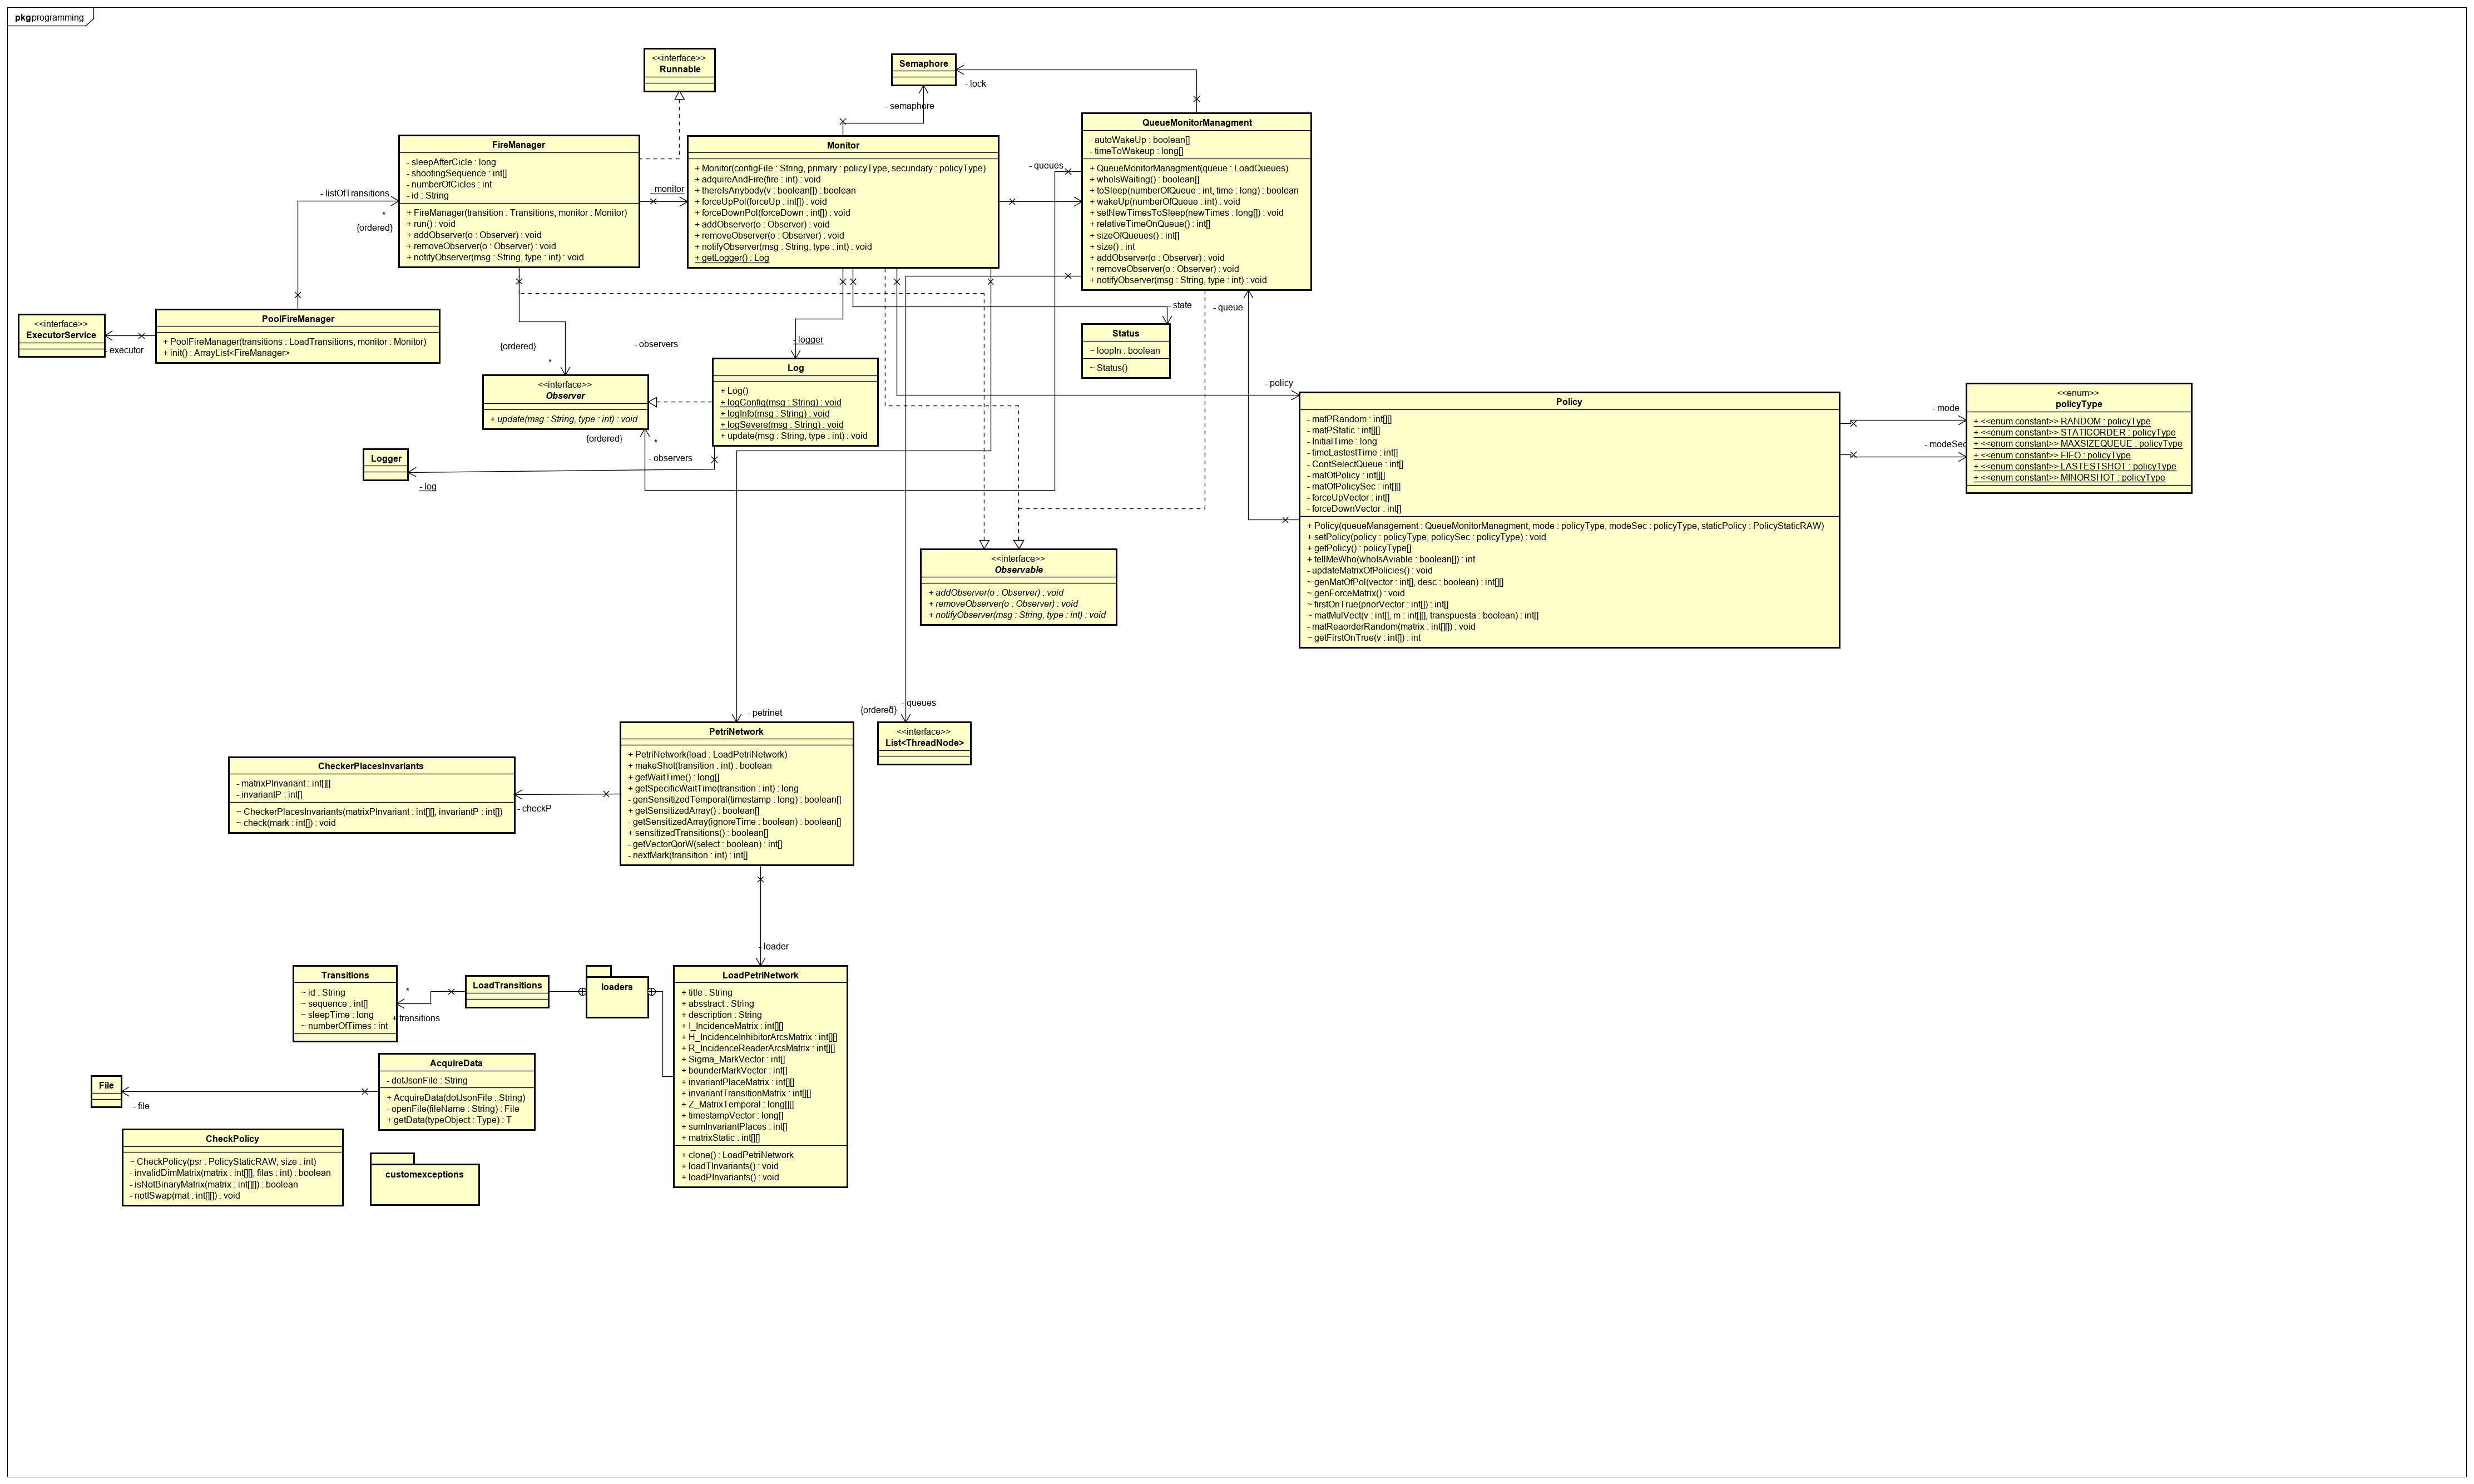 pkg programming
<<interface>>
Runnable
Semaphore
- lock
- semaphore
FireManager
- sleepAfterCicle : long
- shootingSequence : int[]
- numberOfCicles : int
- id : String
+ FireManager(transition : Transitions, monitor : Monitor)
+ run() : void
+ addObserver(o : Observer) : void
+ removeObserver(o : Observer) : void
+ notifyObserver(msg : String, type : int) : void
- listOfTransitions
*
{ordered}
- monitor
Monitor
+ Monitor(configFile : String, primary : policyType, secundary : policyType)
+ adquireAndFire(fire : int) : void
+ thereIsAnybody(v : boolean[]) : boolean
+ forceUpPol(forceUp : int[]) : void
+ forceDownPol(forceDown : int[]) : void
+ addObserver(o : Observer) : void
+ removeObserver(o : Observer) : void
+ notifyObserver(msg : String, type : int) : void
+ getLogger() : Log
- queues
QueueMonitorManagment
- autoWakeUp : boolean[]
- timeToWakeup : long[]
+ QueueMonitorManagment(queue : LoadQueues)
+ whoIsWaiting() : boolean[]
+ toSleep(numberOfQueue : int, time : long) : boolean
+ wakeUp(numberOfQueue : int) : void
+ setNewTimesToSleep(newTimes : long[]) : void
+ relativeTimeOnQueue() : int[]
+ sizeOfQueues() : int[]
+ size() : int
+ addObserver(o : Observer) : void
+ removeObserver(o : Observer) : void
+ notifyObserver(msg : String, type : int) : void
<<interface>>
ExecutorService
- executor
PoolFireManager
+ PoolFireManager(transitions : LoadTransitions, monitor : Monitor)
+ init() : ArrayList<FireManager>
- state
- queue
Status
~ loopIn : boolean
~ Status()
{ordered}
*
- observers
- logger
Log
+ Log()
+ logConfig(msg : String) : void
+ logInfo(msg : String) : void
+ logSevere(msg : String) : void
+ update(msg : String, type : int) : void
<<interface>>
Observer
+ update(msg : String, type : int) : void
{ordered}
*
- observers
Logger
- log
- policy
Policy
- matPRandom : int[][]
- matPStatic : int[][]
- InitialTime : long
- timeLastestTime : int[]
- ContSelectQueue : int[]
- matOfPolicy : int[][]
- matOfPolicySec : int[][]
- forceUpVector : int[]
- forceDownVector : int[]
+ Policy(queueManagement : QueueMonitorManagment, mode : policyType, modeSec : policyType, staticPolicy : PolicyStaticRAW)
+ setPolicy(policy : policyType, policySec : policyType) : void
+ getPolicy() : policyType[]
+ tellMeWho(whoIsAviable : boolean[]) : int
- updateMatrixOfPolicies() : void
~ genMatOfPol(vector : int[], desc : boolean) : int[][]
~ genForceMatrix() : void
~ firstOnTrue(priorVector : int[]) : int[]
~ matMulVect(v : int[], m : int[][], transpuesta : boolean) : int[]
- matReaorderRandom(matrix : int[][]) : void
~ getFirstOnTrue(v : int[]) : int
- mode
- modeSec
<<enum>>
policyType
+ <<enum constant>> RANDOM : policyType
+ <<enum constant>> STATICORDER : policyType
+ <<enum constant>> MAXSIZEQUEUE : policyType
+ <<enum constant>> FIFO : policyType
+ <<enum constant>> LASTESTSHOT : policyType
+ <<enum constant>> MINORSHOT : policyType
<<interface>>
Observable
+ addObserver(o : Observer) : void
+ removeObserver(o : Observer) : void
+ notifyObserver(msg : String, type : int) : void
- petrinet
{ordered}
*
- queues
<<interface>>
List<ThreadNode>
PetriNetwork
+ PetriNetwork(load : LoadPetriNetwork)
+ makeShot(transition : int) : boolean
+ getWaitTime() : long[]
+ getSpecificWaitTime(transition : int) : long
- genSensitizedTemporal(timestamp : long) : boolean[]
+ getSensitizedArray() : boolean[]
- getSensitizedArray(ignoreTime : boolean) : boolean[]
+ sensitizedTransitions() : boolean[]
- getVectorQorW(select : boolean) : int[]
- nextMark(transition : int) : int[]
CheckerPlacesInvariants
- matrixPInvariant : int[][]
- invariantP : int[]
~ CheckerPlacesInvariants(matrixPInvariant : int[][], invariantP : int[])
~ check(mark : int[]) : void
- checkP
- loader
Transitions
~ id : String
~ sequence : int[]
~ sleepTime : long
~ numberOfTimes : int
*
+ transitions
LoadTransitions
loaders
LoadPetriNetwork
+ title : String
+ absstract : String
+ description : String
+ I_IncidenceMatrix : int[][]
+ H_IncidenceInhibitorArcsMatrix : int[][]
+ R_IncidenceReaderArcsMatrix : int[][]
+ Sigma_MarkVector : int[]
+ bounderMarkVector : int[]
+ invariantPlaceMatrix : int[][]
+ invariantTransitionMatrix : int[][]
+ Z_MatrixTemporal : long[][]
+ timestampVector : long[]
+ sumInvariantPlaces : int[]
+ matrixStatic : int[][]
+ clone() : LoadPetriNetwork
+ loadTInvariants() : void
+ loadPInvariants() : void
File
- file
AcquireData
- dotJsonFile : String
+ AcquireData(dotJsonFile : String)
- openFile(fileName : String) : File
+ getData(typeObject : Type) : T
CheckPolicy
~ CheckPolicy(psr : PolicyStaticRAW, size : int)
- invalidDimMatrix(matrix : int[][], filas : int) : boolean
- isNotBinaryMatrix(matrix : int[][]) : boolean
- notISwap(mat : int[][]) : void
customexceptions